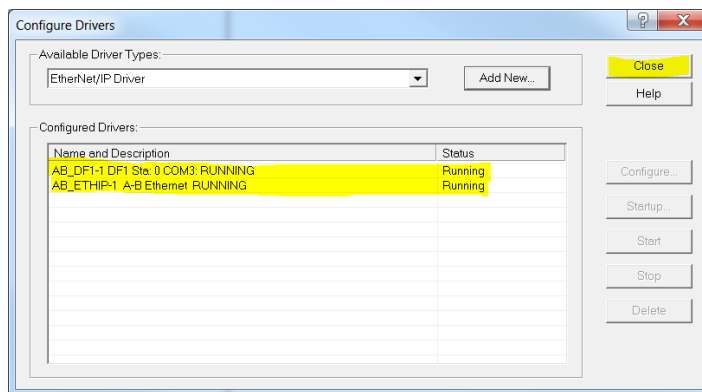 Configure Drivers
?
X
Available Driver Types:
EtherNet/IP Driver
Add New...
Close
Help
Configured Drivers:
Name and Description Status
AB_DF1-1 DF1 Sta: 0 COM3: RUNNING Running
AB_ETHIP-1 A-B Ethernet RUNNING Running
Configure...
Startup...
Start
Stop
Delete